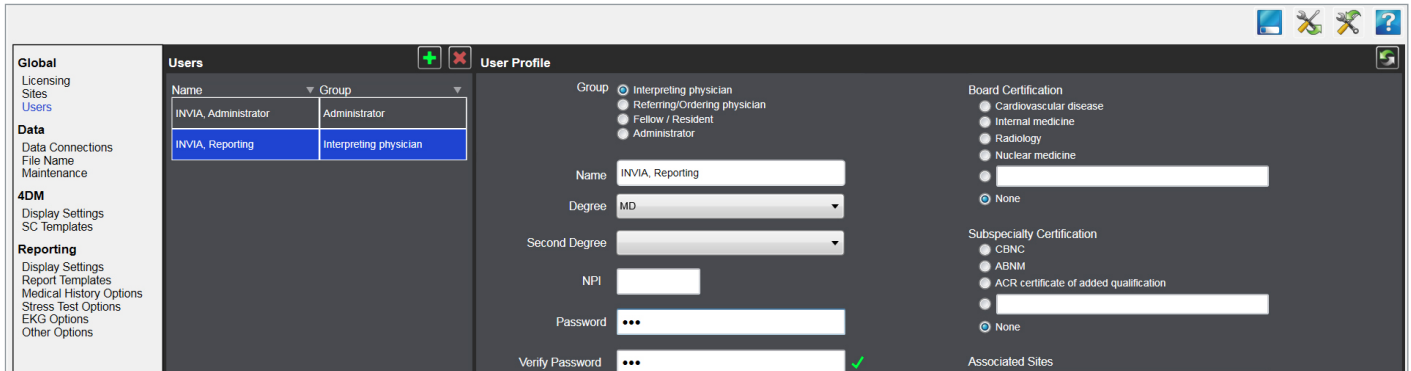 Global
Licensing
Sites
Users
Data
Data Connections
File Name
Maintenance
4DM
Display Settings
SC Templates
Reporting
Display Settings
Report Templates
Medical History Options
Stress Test Options
EKG Options
Other Options
Users
Name Group
INVIA, Administrator Administrator
INVIA, Reporting Interpreting physician
User Profile
Group Interpreting physician
Referring/Ordering physician
Fellow / Resident
Administrator
Name INVIA, Reporting
Degree MD
Second Degree
NPI
Password •••
Verify Password •••
Board Certification
Cardiovascular disease
Internal medicine
Radiology
Nuclear medicine
None
Subspecialty Certification
CBNC
ABNM
ACR certificate of added qualification
None
Associated Sites